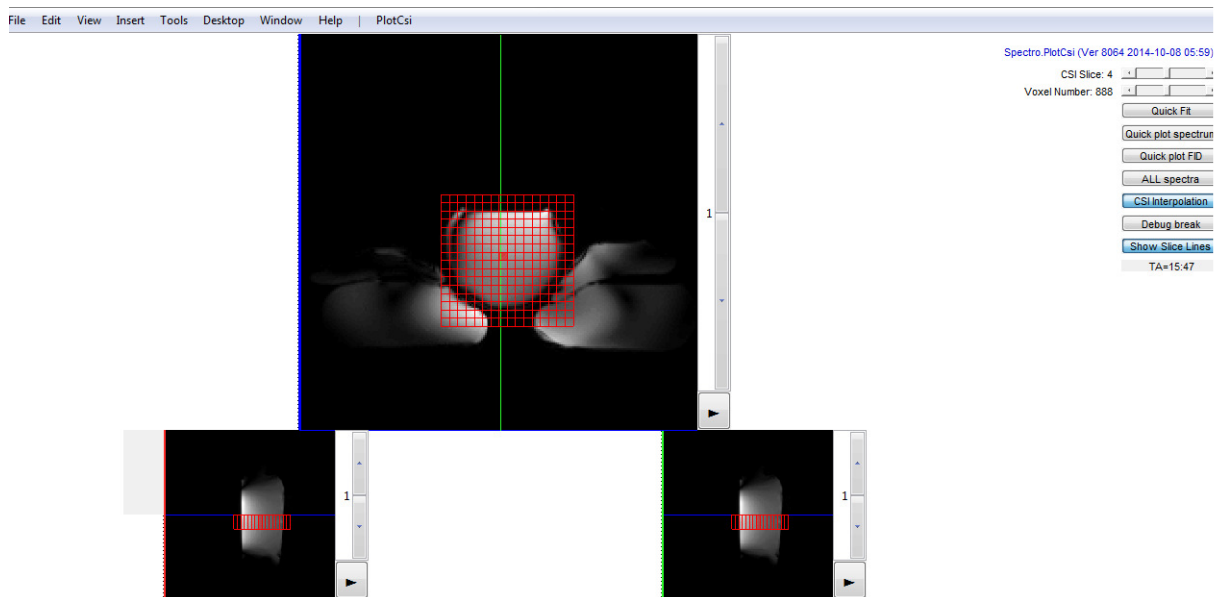 File Edit View Insert Tools Desktop Window Help | PlotCsi
Spectro.PlotCsi (Ver 8064 2014-10-08 05:59)
CSI Slice: 4
Voxel Number: 888
Quick Fit
Quick plot spectrum
Quick plot FID
ALL spectra
CSI Interpolation
Debug break
Show Slice Lines
TA=15:47
1
1
1